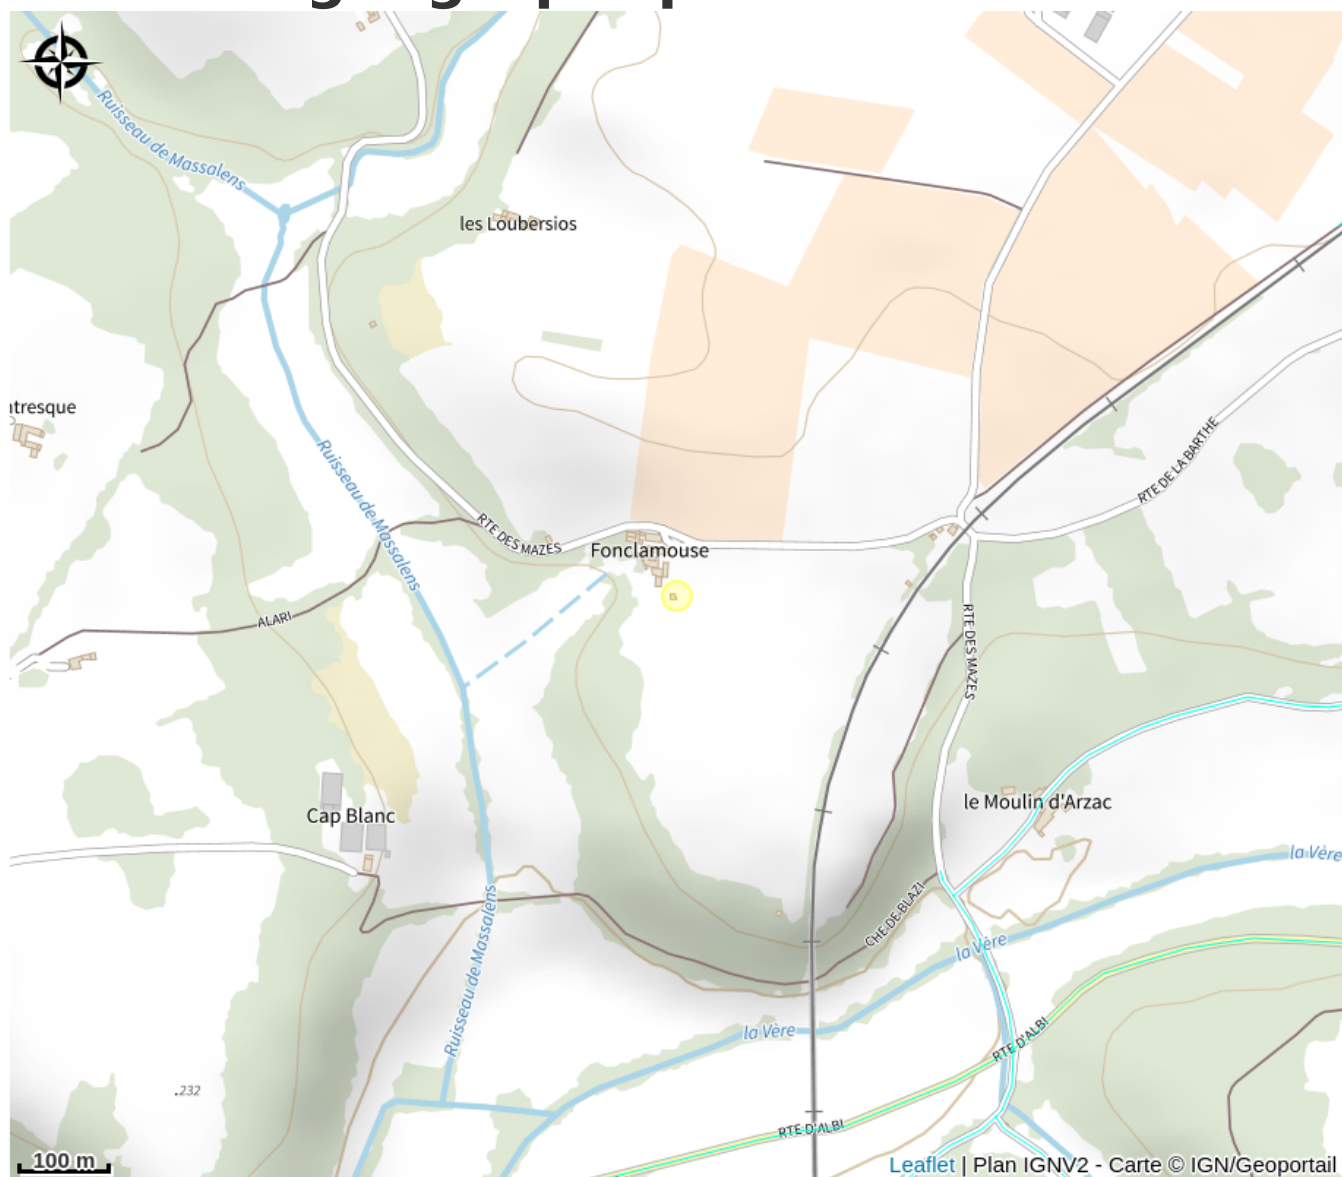 Ruisseau de Massalens
les Loubersios
ntresque
Ruisseau de Massalens
RTE DE LA BARTHE
RTE DES MAZES
Fonclamouse
ALARI
RTE DES MAZES
Cap Blanc
le Moulin d'Arzac
la Vère
CHE DE BLAZI
la Vère
Ruisseau de Massalens
la Vère
RTE D'ALBI
.232
RTE D'ALBI
100 m
Leaflet | Plan IGNV2 - Carte © IGN/Geoportail